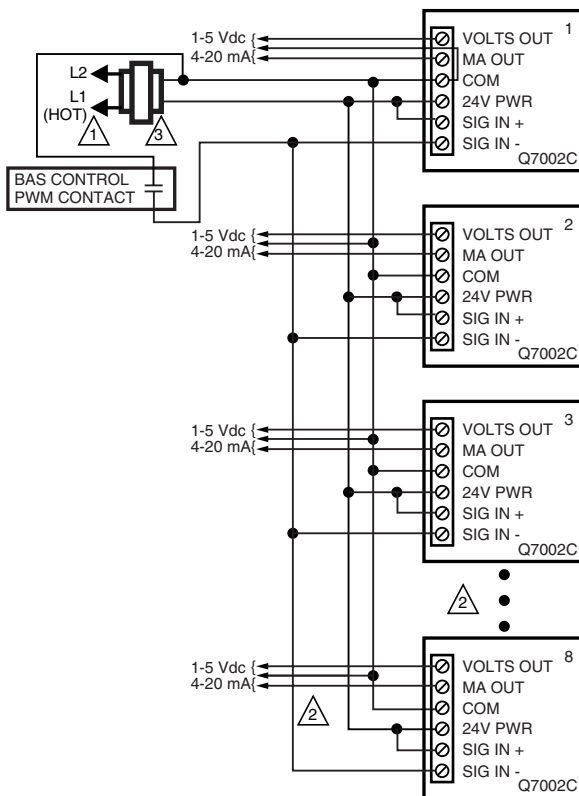 1-5 Vdc {
4-20 mA{
L2
L1
(HOT)
1
3
BAS CONTROL
PWM CONTACT
1
VOLTS OUT
MA OUT
COM
24V PWR
SIG IN +
SIG IN -
Q7002C
1-5 Vdc {
4-20 mA{
2
VOLTS OUT
MA OUT
COM
24V PWR
SIG IN +
SIG IN -
Q7002C
1-5 Vdc {
4-20 mA{
3
VOLTS OUT
MA OUT
COM
24V PWR
SIG IN +
SIG IN -
Q7002C
2
1-5 Vdc {
4-20 mA{
2
8
VOLTS OUT
MA OUT
COM
24V PWR
SIG IN +
SIG IN -
Q7002C